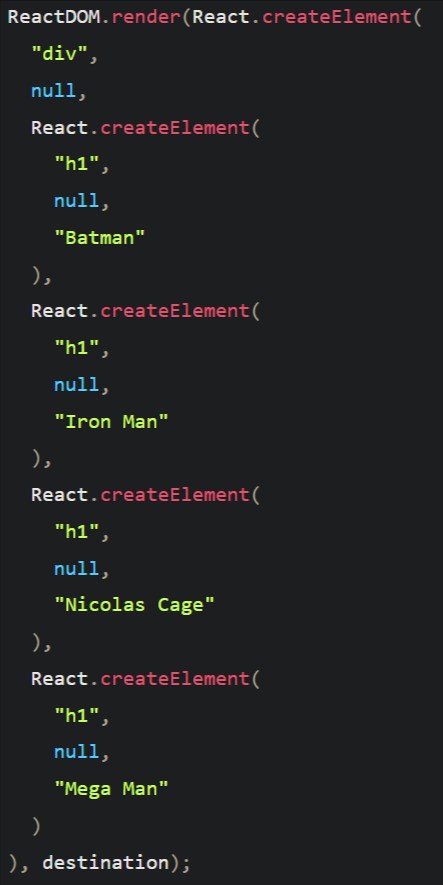 ReactDOM.render(React.createElement(
  "div",
  null,
  React.createElement(
    "h1",
    null,
    "Batman"
  ),
  React.createElement(
    "h1",
    null,
    "Iron Man"
  ),
  React.createElement(
    "h1",
    null,
    "Nicolas Cage"
  ),
  React.createElement(
    "h1",
    null,
    "Mega Man"
  )
), destination);